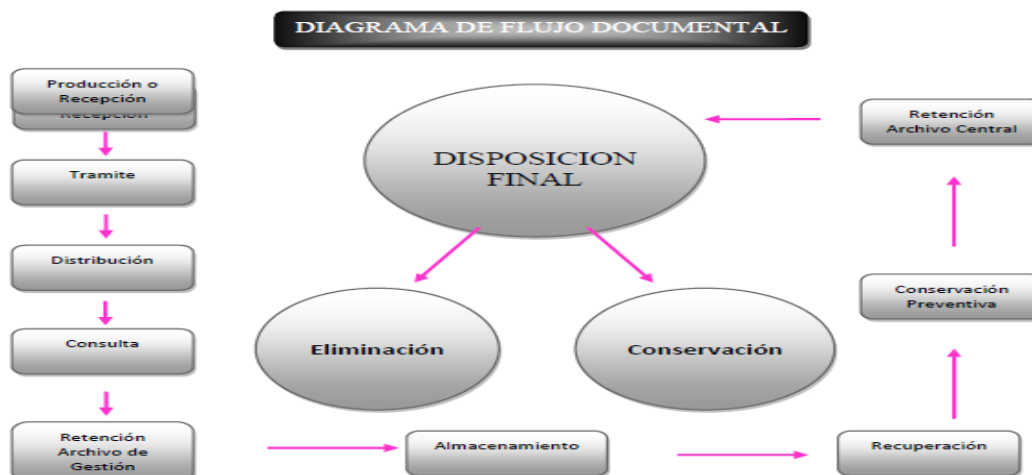 DIAGRAMA DE FLUJO DOCUMENTAL
Producción o
Recepción
Recepción
Tramite
Distribución
Consulta
Retención
Archivo de
Gestión
Almacenamiento
Recuperación
Conservación
Preventiva
Retención
Archivo Central
DISPOSICION
FINAL
Eliminación
Conservación